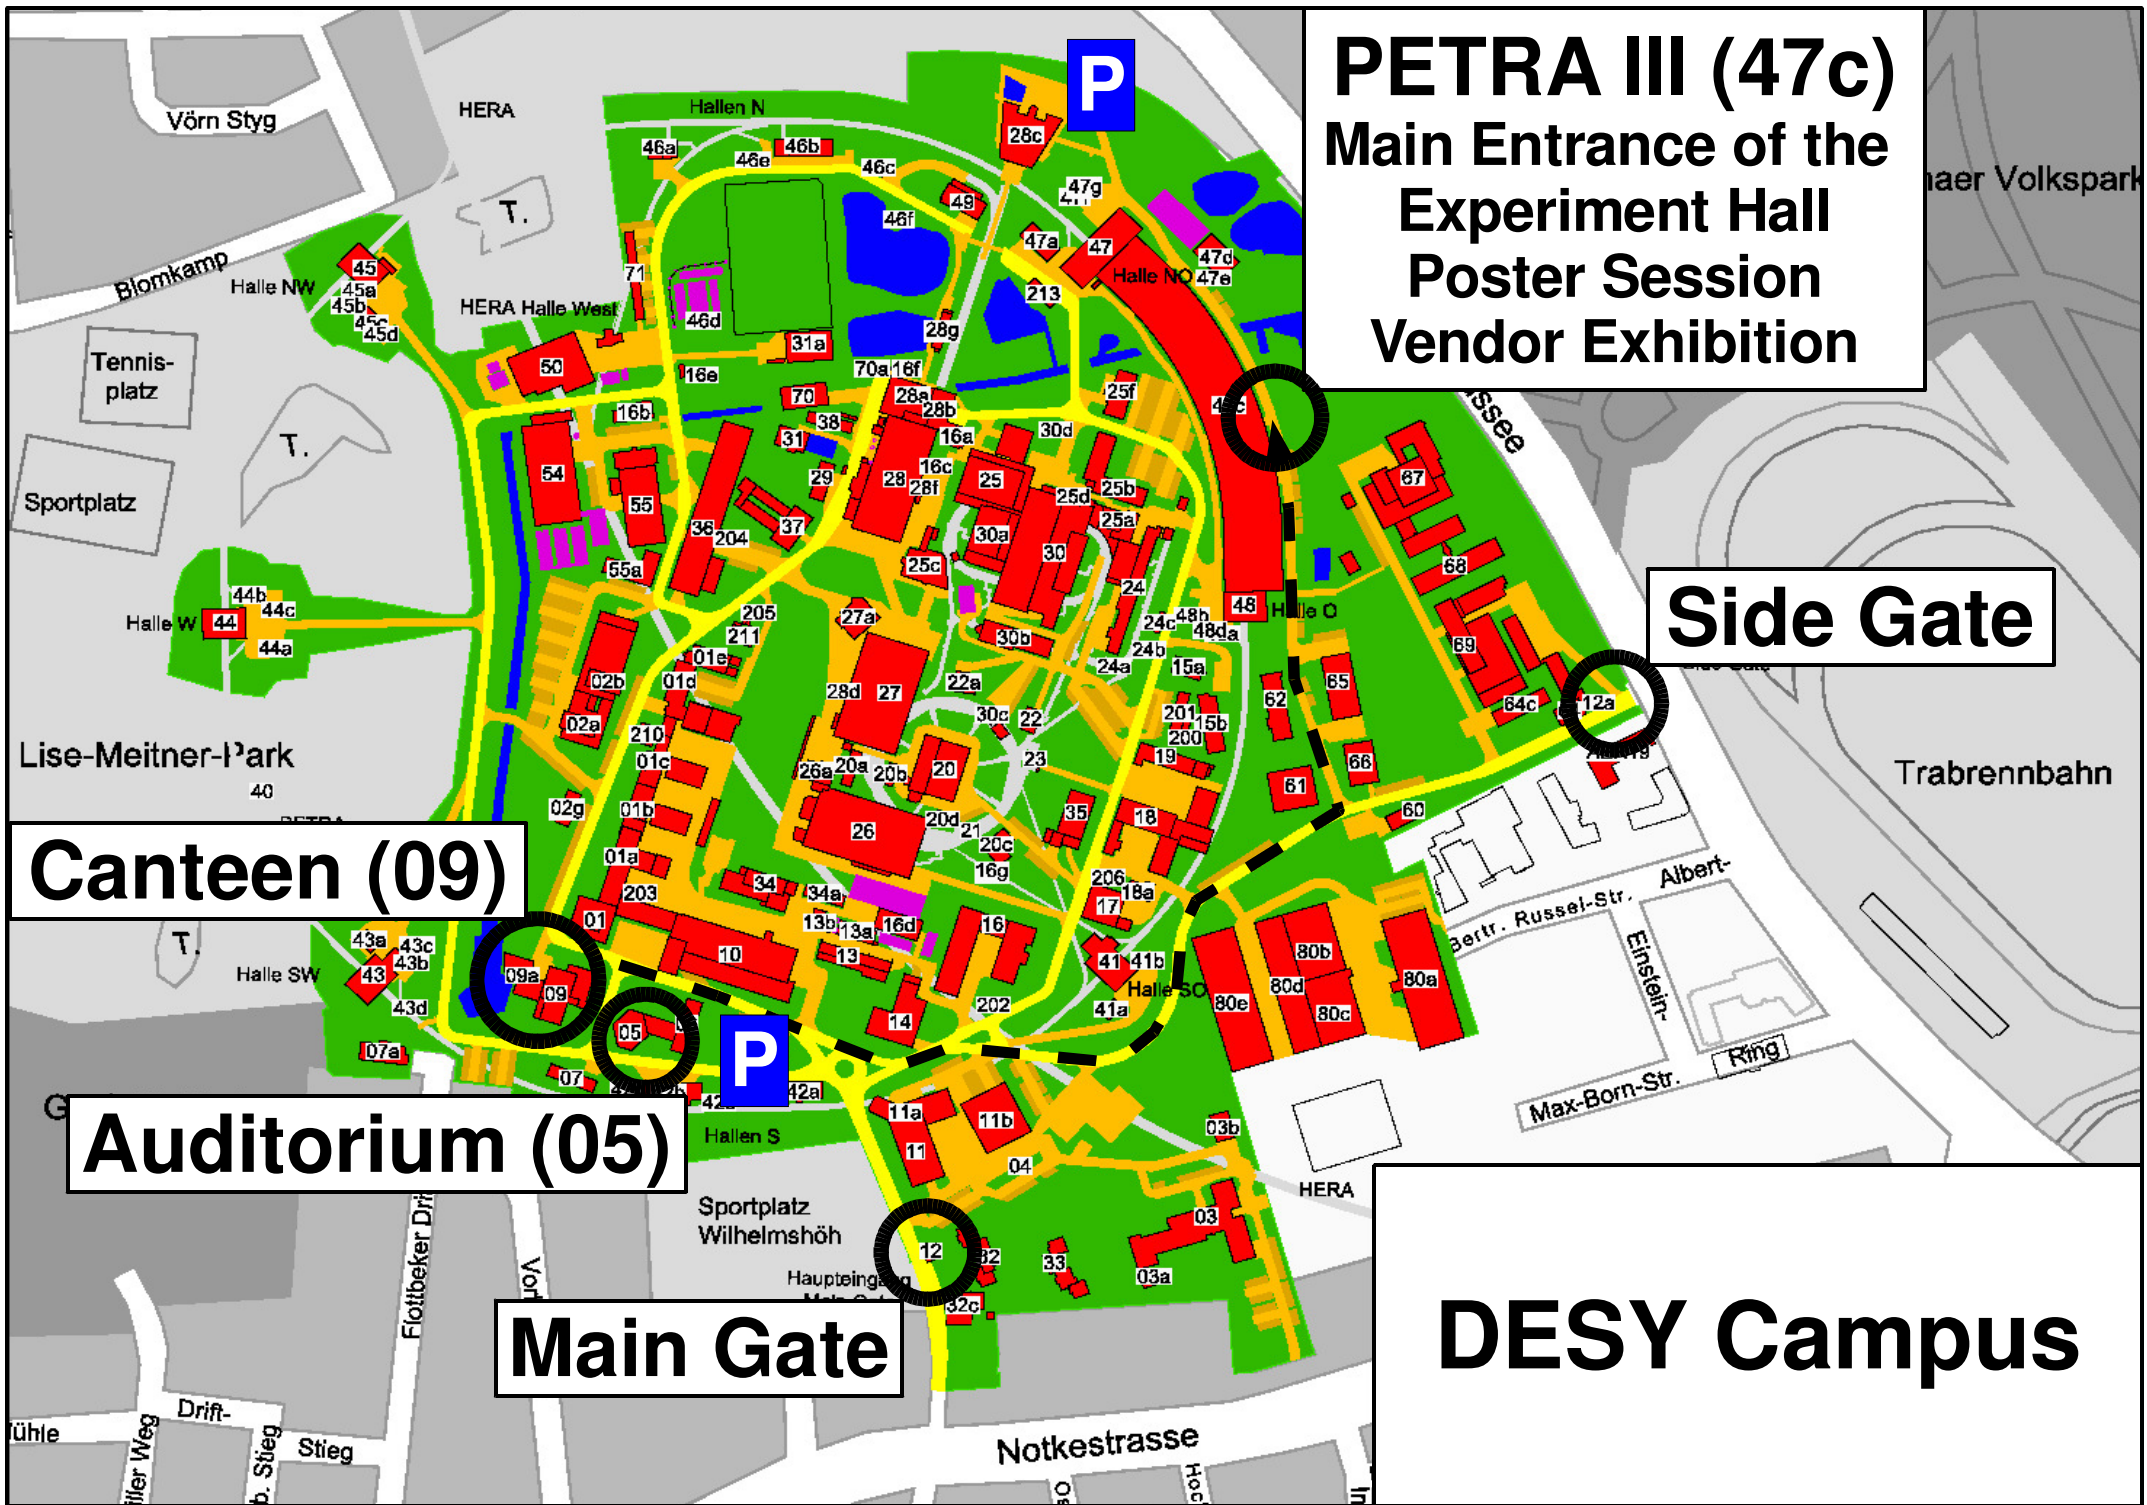 PETRA III (47c)
Main Entrance of the
Experiment Hall
Poster Session
Vendor Exhibition
P
HERA
Hallen N
Vörn Styg
28c
46a
46b
46e
46c
47g
49
46f
T.
naer Volkspark
47a
47
47d
Halle NO
47e
Blomkamp
45
Halle NW
45a
45b
45c
45d
71
HERA Halle West
46d
213
28g
31a
Tennis-
platz
50
16e
70a
16f
70
28a
28b
25f
16b
38
31
16a
30d
ssee
T.
54
29
28
16c
28f
25
25d
25b
67
Sportplatz
55
36
204
37
25a
30a
30
55a
25c
24
68
44b
44c
Halle W
44
44a
205
211
27a
30b
24c
48b
48d
48
Halle O
Side Gate
24b
24a
15a
69
01e
01d
02b
28d
27
22a
62
65
64c
12a
02a
210
30c
22
201
15b
200
Lise-Meitner-Park
40
01c
26a
20a
20b
20
23
19
66
61
Trabrennbahn
02g
01b
26
20d
21
35
18
60
20c
Canteen (09)
01a
203
34
34a
16g
206
18a
17
Albert-
Bertr. Russel-Str.
Einstein-
T.
01
13b
13a
16d
16
43a
43c
43b
43
Halle SW
43d
09a
09
10
13
41
41b
Halle SO
80b
80d
80a
80e
80c
05
14
202
41a
P
07a
07
42a
Ring
Max-Born-Str.
Auditorium (05)
Hallen S
11a
11b
11
04
03b
HERA
Sportplatz
Wilhelmshöh
03
12
32
33
03a
Haupteingang
32c
Main Gate
DESY Campus
Flottbeker Drif
Drift-
Stieg
b. Stieg
Notkestrasse